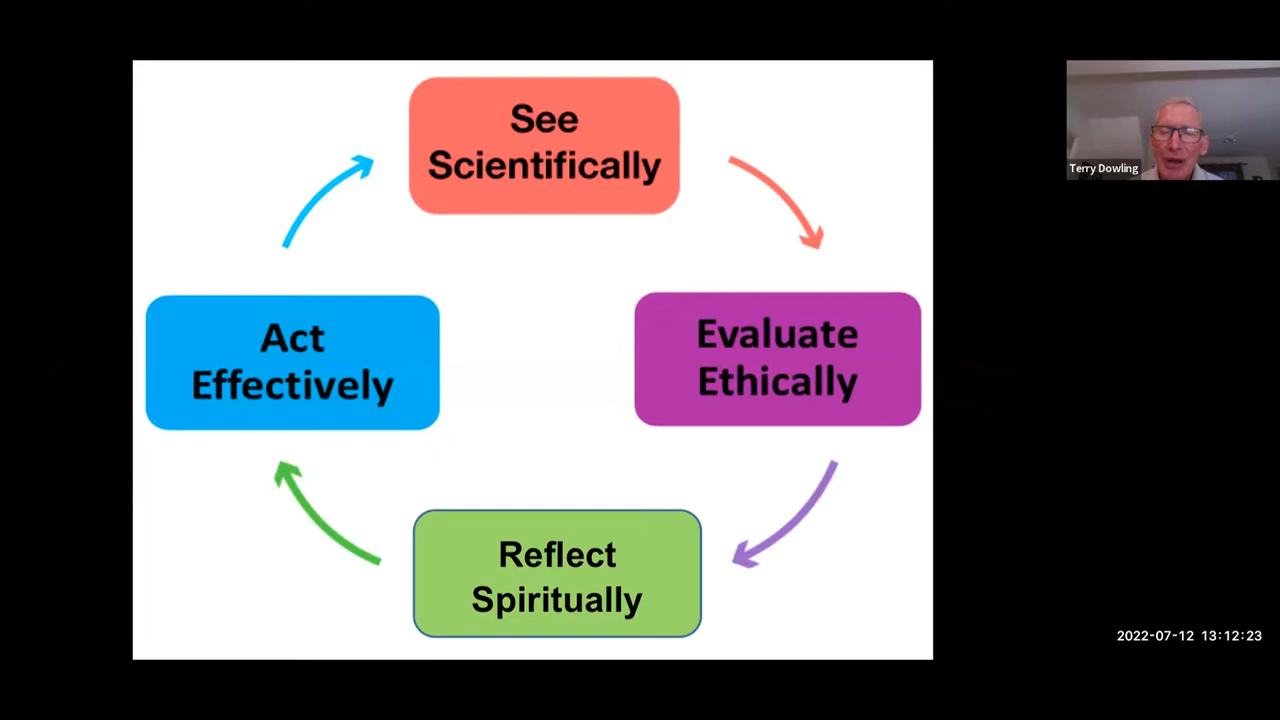 See
Scientifically
Terry Dowling
Act
Effectively
Evaluate
Ethically
Reflect
Spiritually
2022-07-12 13:12:23